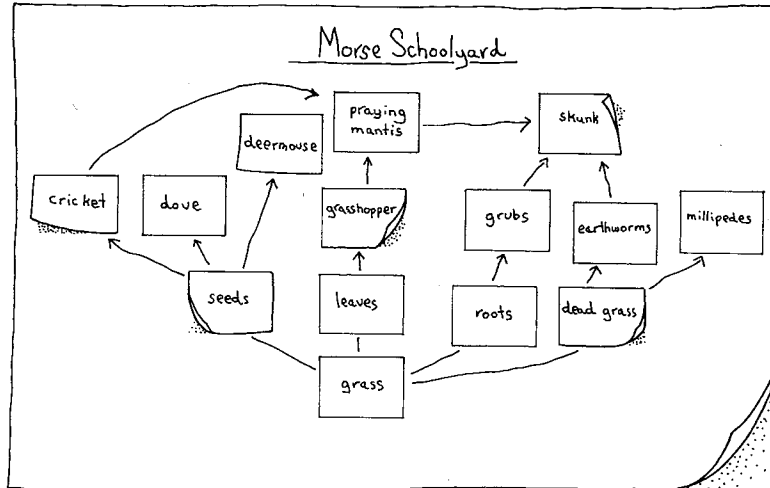 Morse Schoolyard
praying
mantis
skunk
deermouse
cricket
dove
grasshopper
grubs
earthworms
millipedes
seeds
leaves
roots
dead grass
grass